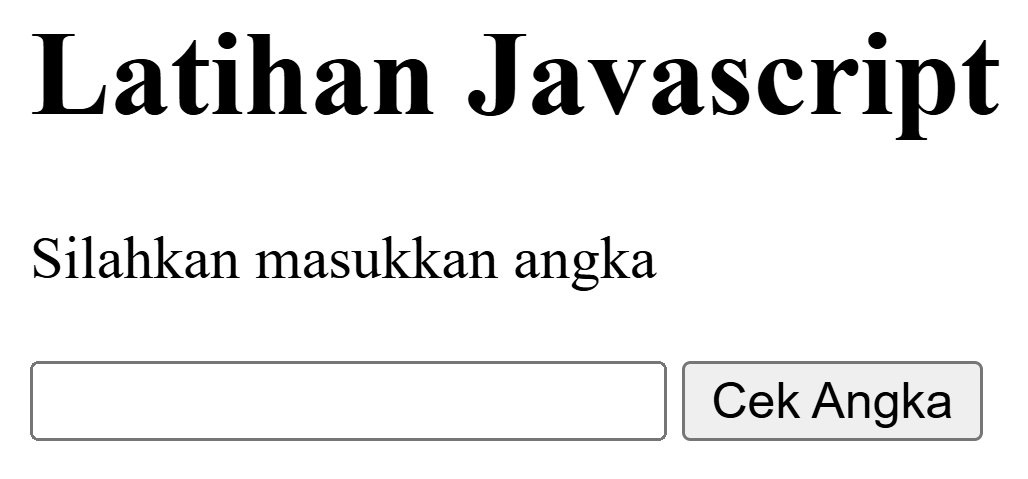 Latihan Javascript
Silahkan masukkan angka
Cek Angka